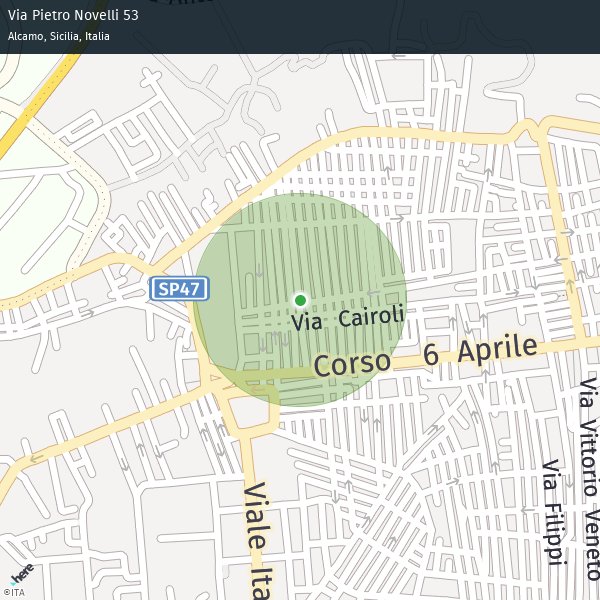 Via Pietro Novelli 53
Alcamo, Sicilia, Italia
SP47
Via Cairoli
Corso 6 Aprile
Via Vittorio Veneto
Via Filippi
Viale Ita
here
©ITA